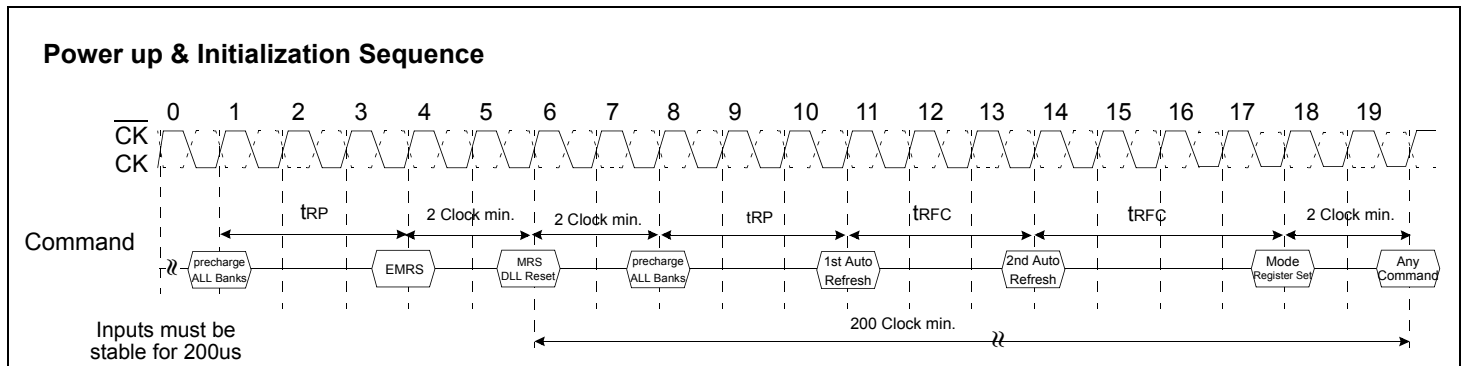 Power up & Initialization Sequence
0 1 2 3 4 5 6 7 8 9 10 11 12 13 14 15 16 17 18 19
CK
CK
tRP 2 Clock min. 2 Clock min. tRP tRFC tRFC 2 Clock min.
Command
precharge
ALL Banks
EMRS
MRS
DLL Reset
precharge
ALL Banks
1st Auto
Refresh
2nd Auto
Refresh
Mode
Register Set
Any
Command
Inputs must be
stable for 200us
200 Clock min.